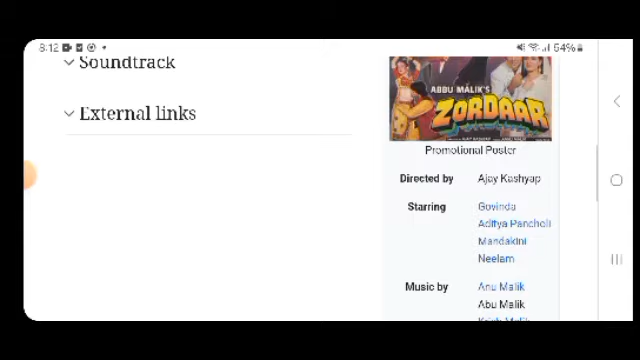 8:12
54%
Soundtrack
External links
ABBU MALIK'S
ZORDAAR
Promotional Poster
Directed by Ajay Kashyap
Starring Govinda
Aditya Pancholi
Mandakini
Neelam
Music by Anu Malik
Abu Malik